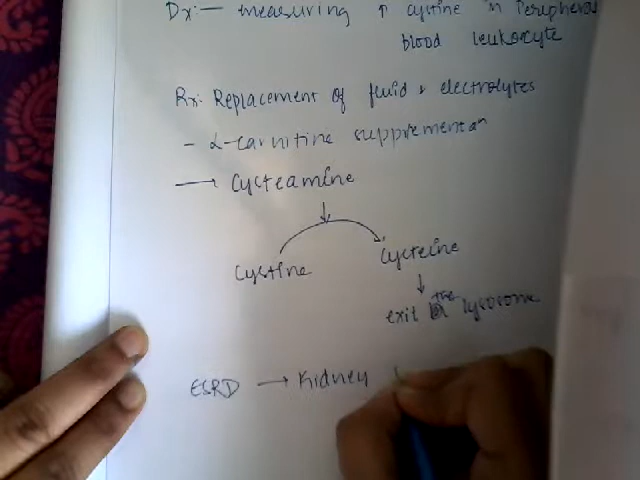 Dx:— measuring ↑ cystine in Peripheral
blood leukocyte
Rx: Replacement of fluid & electrolytes
- L-carnitine supplementan
→ Cysteamine
↓
Cystine Cysteine
↓
exit the lysosome
ESRD → Kidney